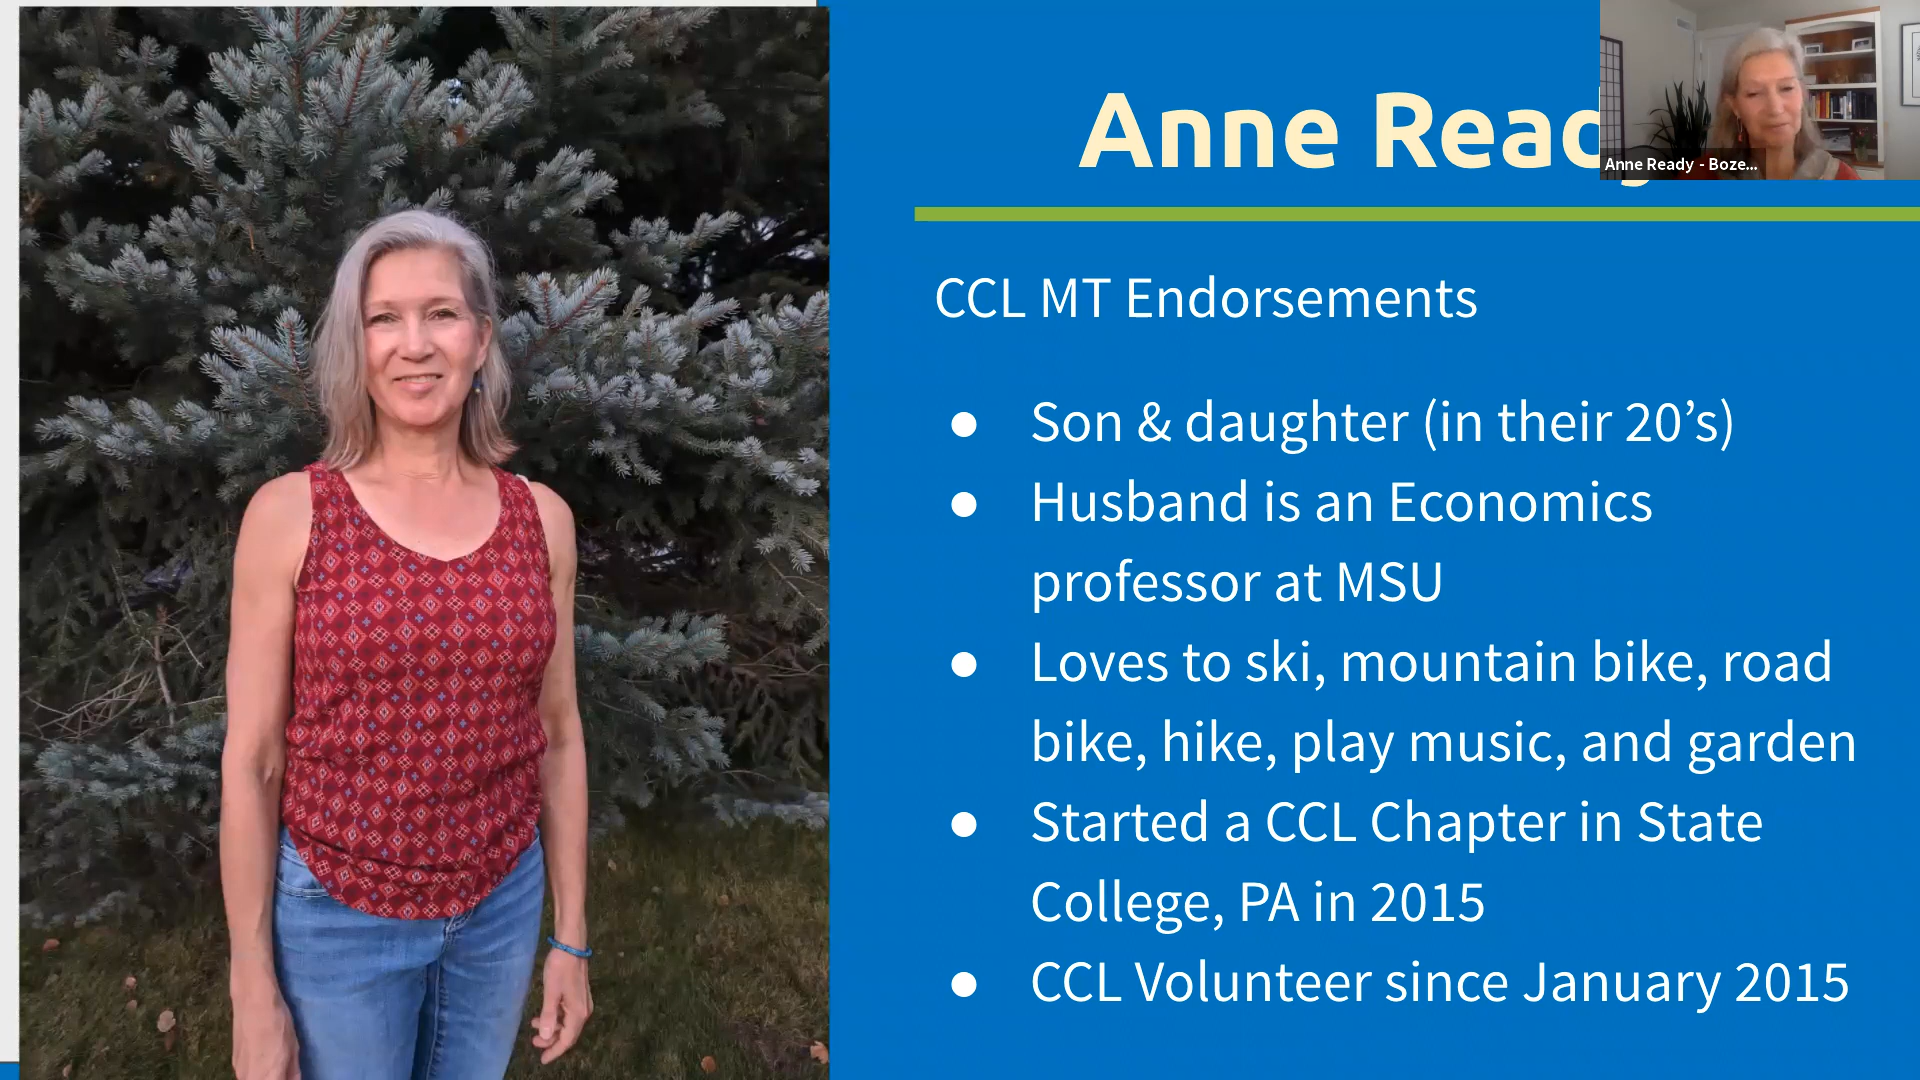 Anne Ready
Anne Ready - Boze...
CCL MT Endorsements
● Son & daughter (in their 20’s)
● Husband is an Economics
professor at MSU
● Loves to ski, mountain bike, road
bike, hike, play music, and garden
● Started a CCL Chapter in State
College, PA in 2015
● CCL Volunteer since January 2015